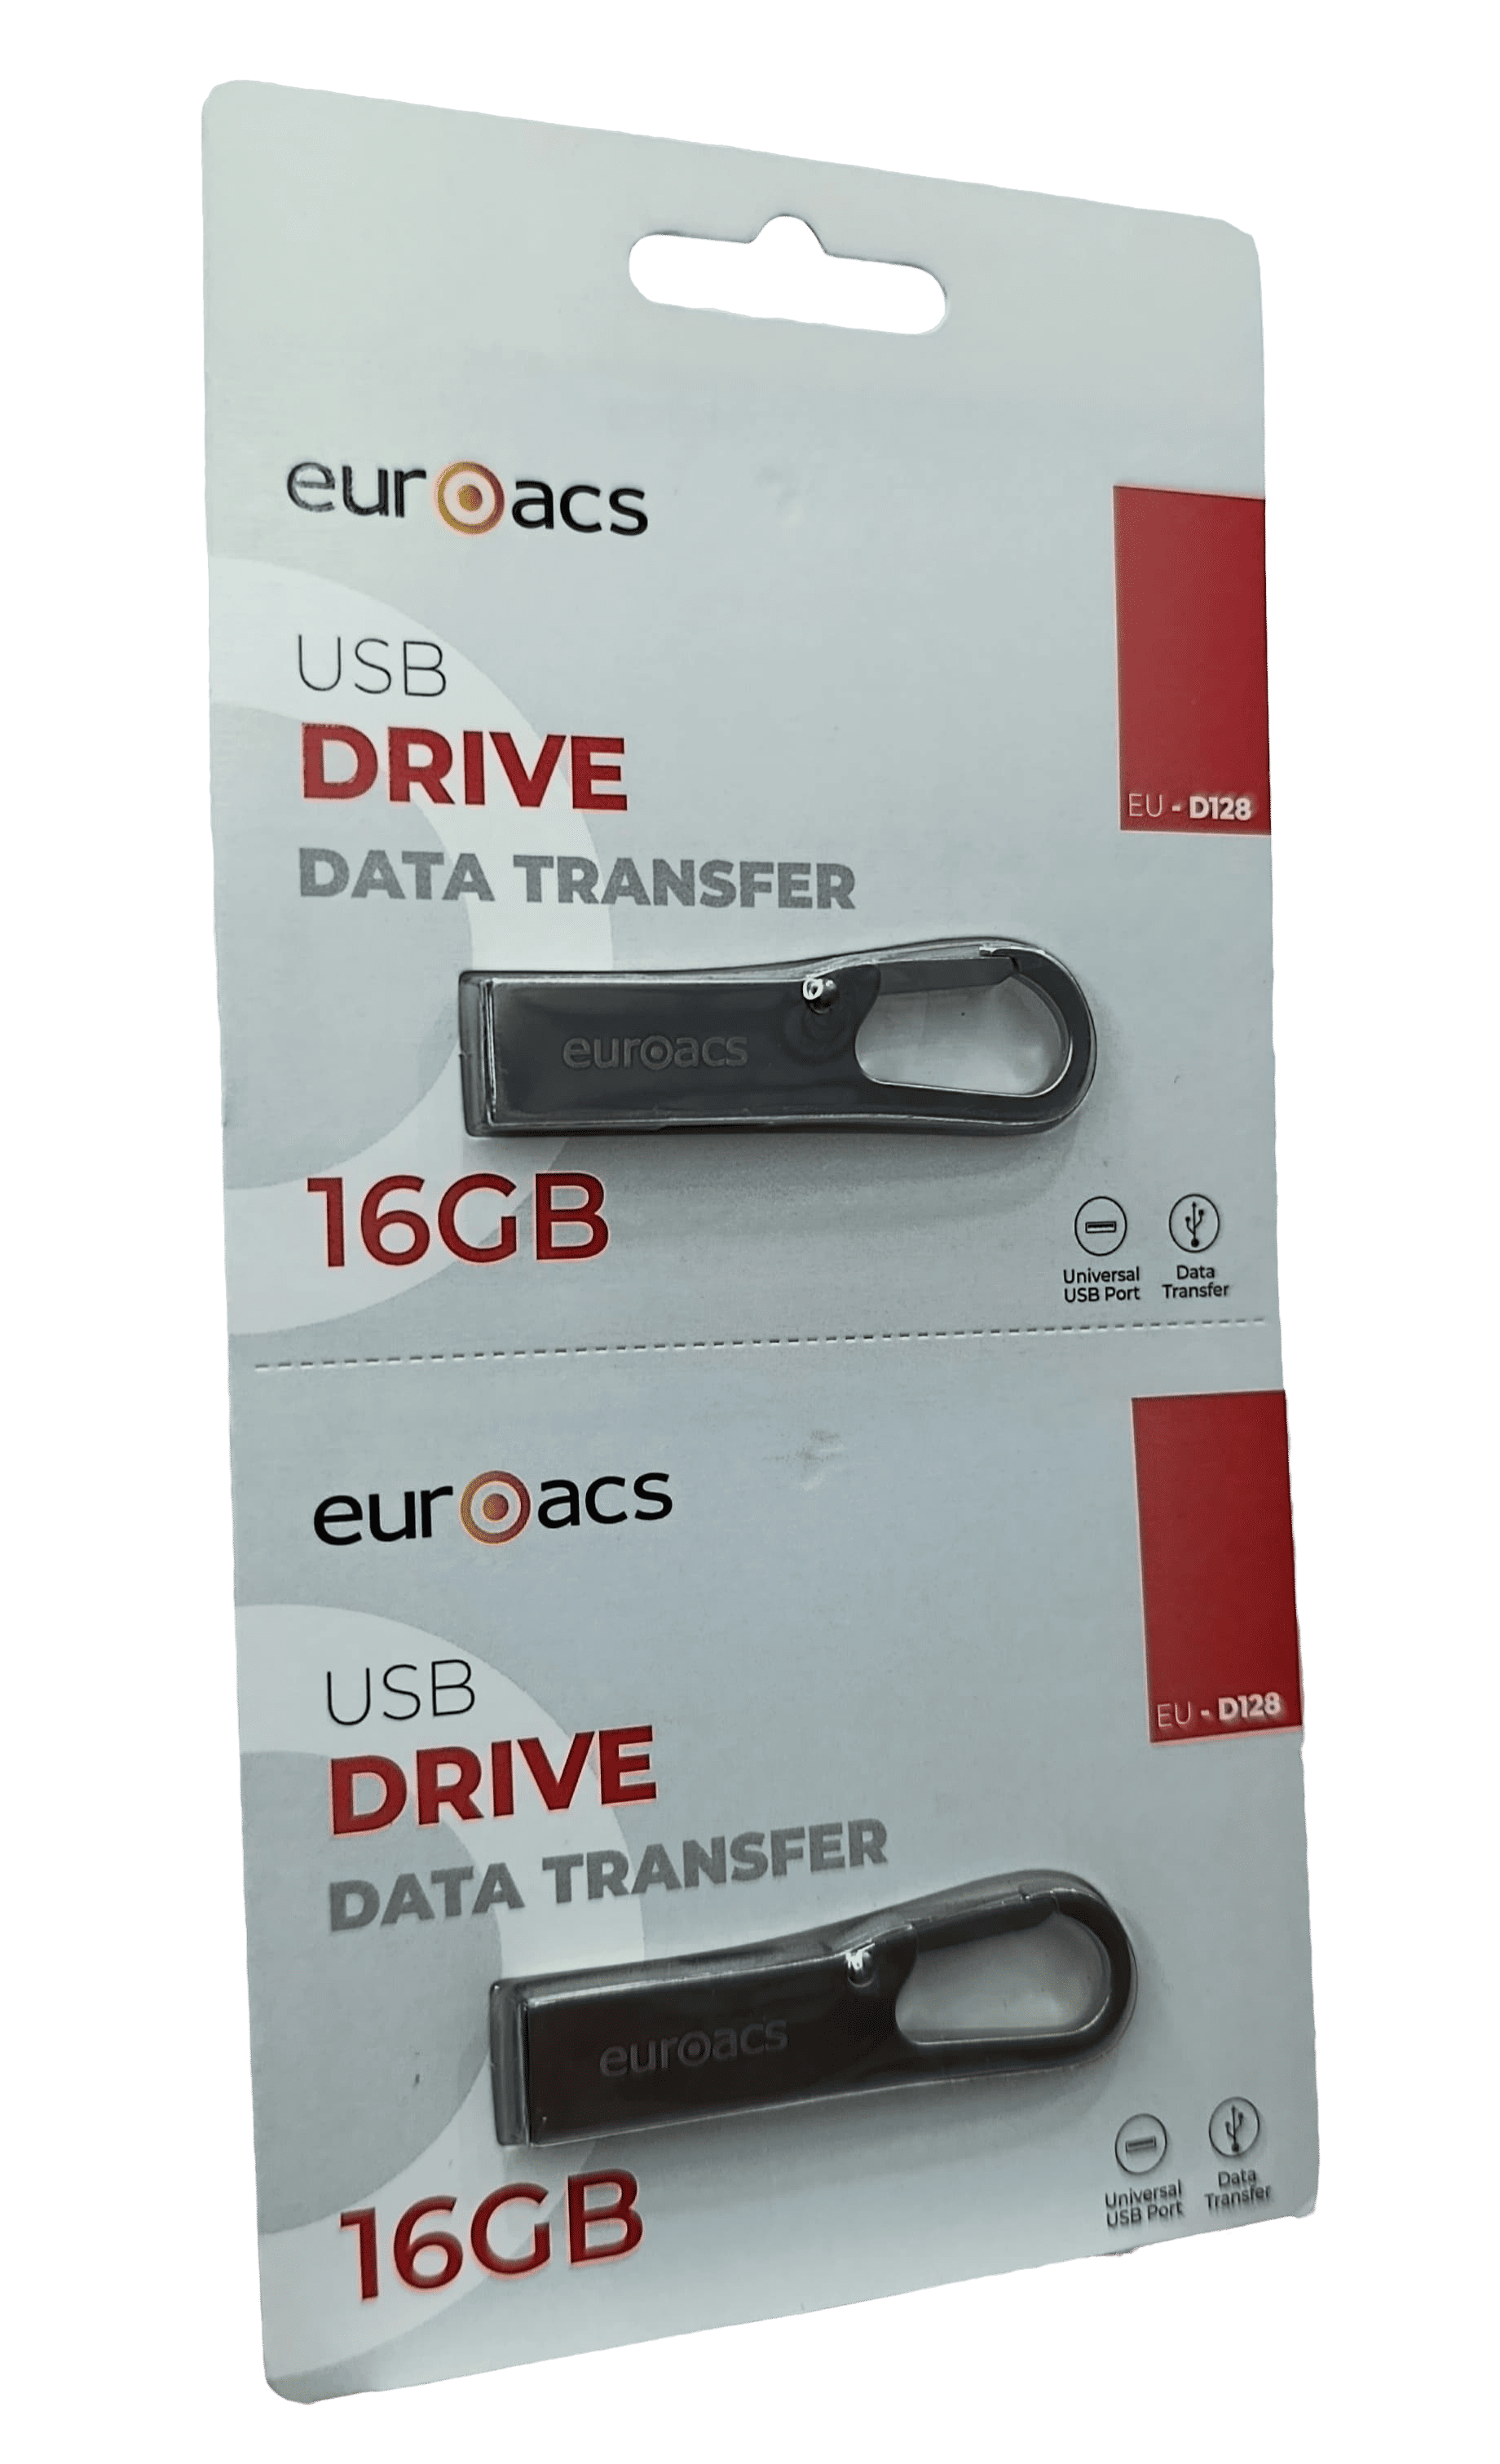 euroacs
USB
DRIVE
DATA TRANSFER
EU - D128
euroacs
16GB
Universal
USB Port
Data
Transfer
euroacs
USB
DRIVE
DATA TRANSFER
EU - D128
euroacs
16GB
Universal
USB Port
Data
Transfer